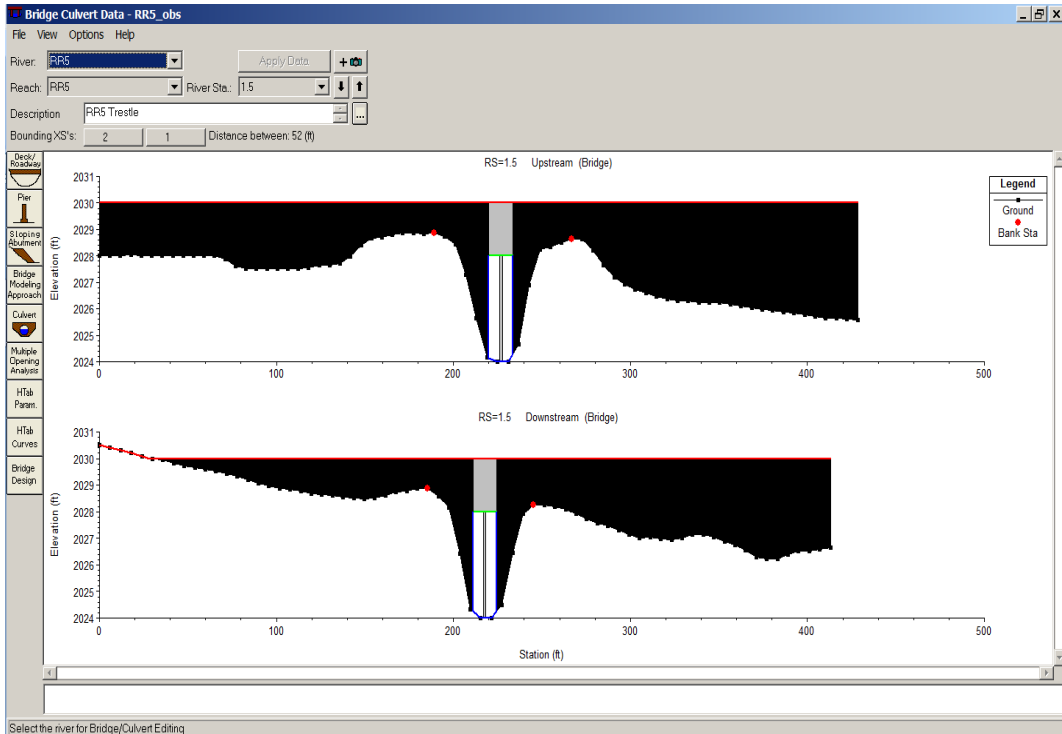 Bridge Culvert Data - RR5_obs
File View Options Help
River: RR5 Apply Data +
Reach: RR5 River Sta.: 1.5
Description RR5 Trestle ...
Bounding XS's: 2 1 Distance between: 52 (ft)
Deck/
Roadway
Pier
Sloping
Abutment
Bridge
Modeling
Approach
Culvert
Multiple
Opening
Analysis
HTab
Param.
HTab
Curves
Bridge
Design
RS=1.5 Upstream (Bridge)
2031
2030
2029
2028
2027
2026
2025
2024
Elevation (ft)
0 100 200 300 400 500
Legend
Ground
Bank Sta
RS=1.5 Downstream (Bridge)
2031
2030
2029
2028
2027
2026
2025
2024
Elevation (ft)
0 100 200 300 400 500
Station (ft)
Select the river for Bridge/Culvert Editing